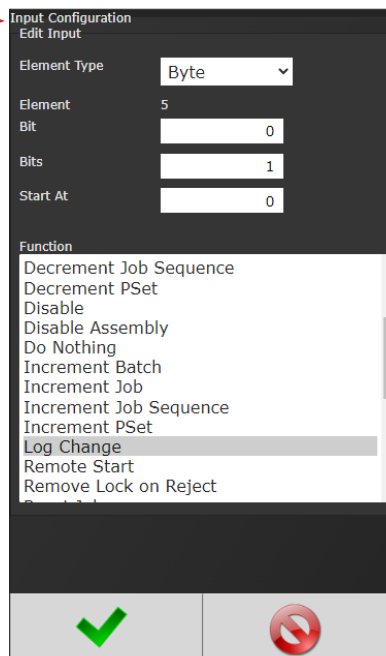 Input Configuration
Edit Input
Element Type Byte
Element 5
Bit 0
Bits 1
Start At 0
Function
Decrement Job Sequence
Decrement PSet
Disable
Disable Assembly
Do Nothing
Increment Batch
Increment Job
Increment Job Sequence
Increment PSet
Log Change
Remote Start
Remove Lock on Reject